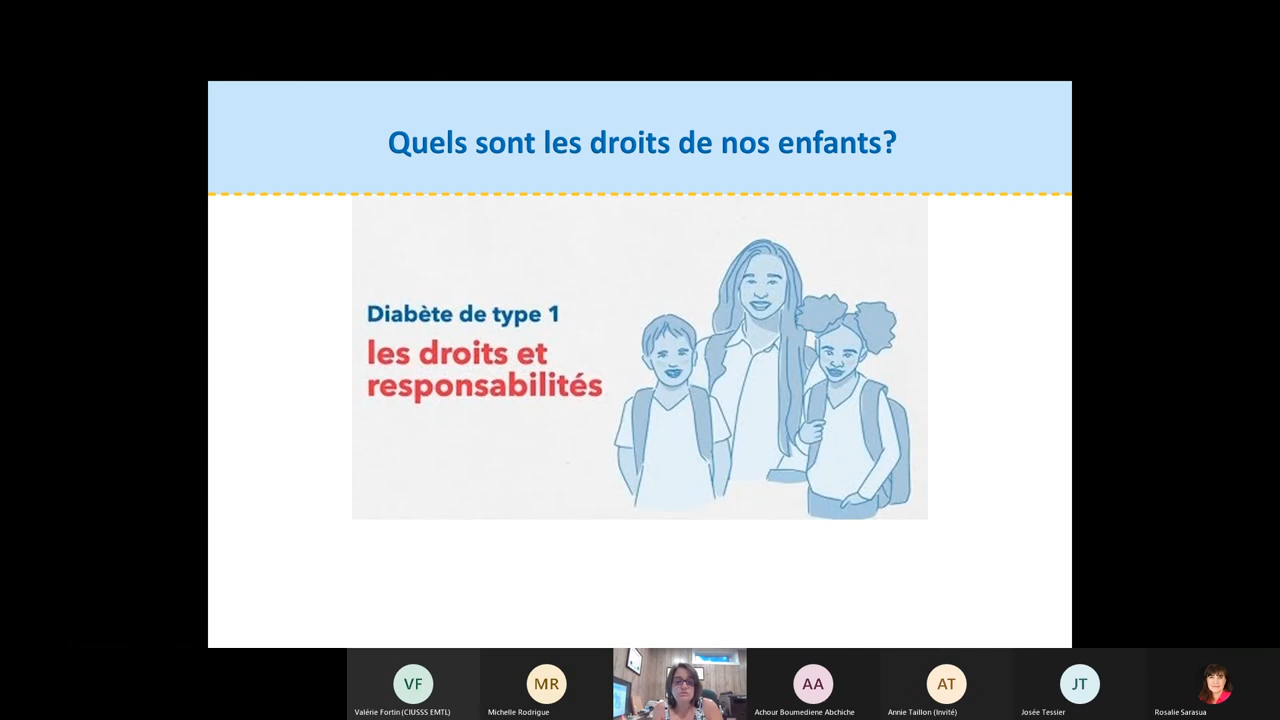 Quels sont les droits de nos enfants?
Diabète de type 1
les droits et
responsabilités
VF
MR
AA
AT
JT
Valérie Fortin (CIUSSS EMTL)
Michelle Rodrigue
Achour Boumediene Abchiche
Annie Taillon (Invité)
Josée Tessier
Rosalie Sarasua